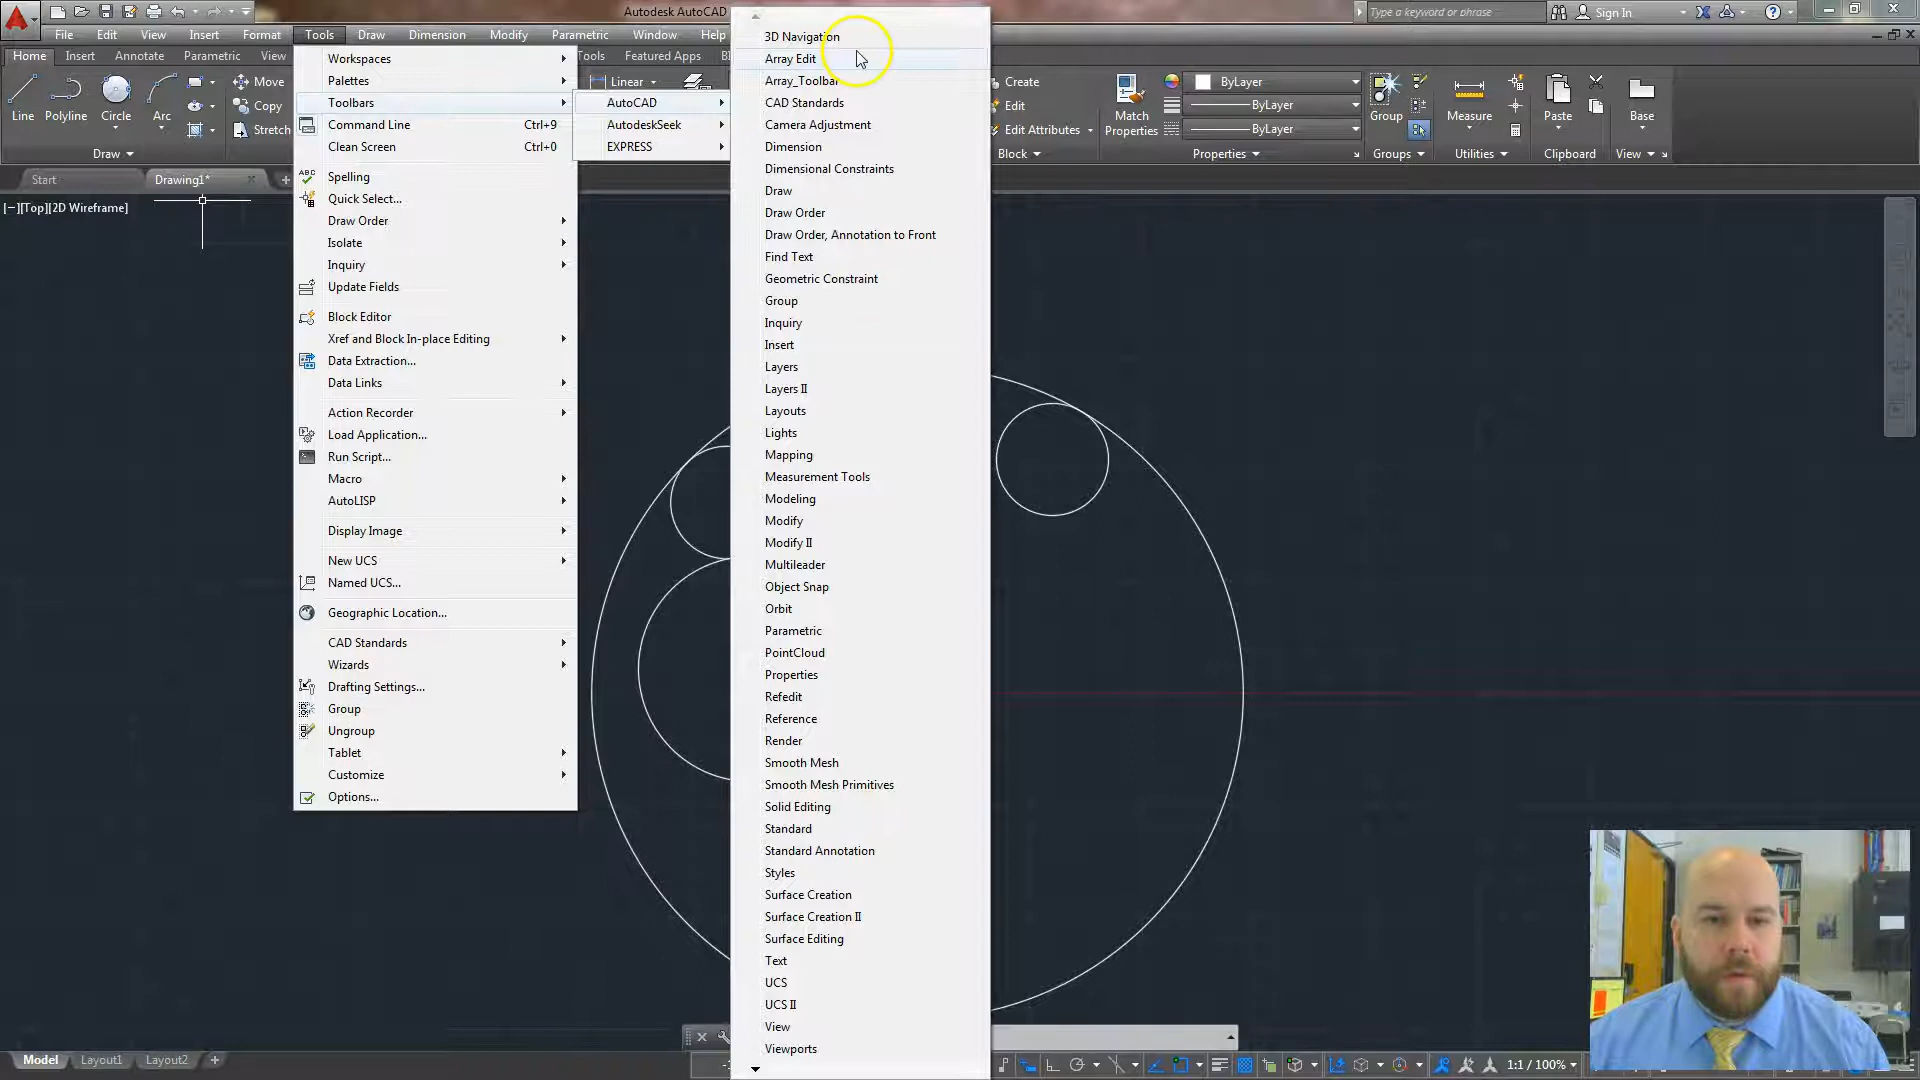 Autodesk AutoCAD
Type a keyword or phrase
Sign In
File Edit View Insert Format Tools Draw Dimension Modify Parametric Window Help
Home Insert Annotate Parametric View Tools Featured Apps
Line
Polyline
Circle
Arc
Move
Copy
Stretch
Draw
Linear
Create
Edit
Edit Attributes
Block
Match
Properties
ByLayer
ByLayer
ByLayer
Properties
Group
Groups
Measure
Utilities
Paste
Clipboard
Base
View
Start
Drawing1*
[−][Top][2D Wireframe]
Workspaces
Palettes
Toolbars
Command Line Ctrl+9
Clean Screen Ctrl+0
ABC
Spelling
Quick Select...
Draw Order
Isolate
Inquiry
Update Fields
Block Editor
Xref and Block In-place Editing
Data Extraction...
Data Links
Action Recorder
Load Application...
Run Script...
Macro
AutoLISP
Display Image
New UCS
Named UCS...
Geographic Location...
CAD Standards
Wizards
Drafting Settings...
Group
Ungroup
Tablet
Customize
Options...
AutoCAD
AutodeskSeek
EXPRESS
3D Navigation
Array Edit
Array_Toolbar
CAD Standards
Camera Adjustment
Dimension
Dimensional Constraints
Draw
Draw Order
Draw Order, Annotation to Front
Find Text
Geometric Constraint
Group
Inquiry
Insert
Layers
Layers II
Layouts
Lights
Mapping
Measurement Tools
Modeling
Modify
Modify II
Multileader
Object Snap
Orbit
Parametric
PointCloud
Properties
Refedit
Reference
Render
Smooth Mesh
Smooth Mesh Primitives
Solid Editing
Standard
Standard Annotation
Styles
Surface Creation
Surface Creation II
Surface Editing
Text
UCS
UCS II
View
Viewports
Model Layout1 Layout2
1:1 / 100%